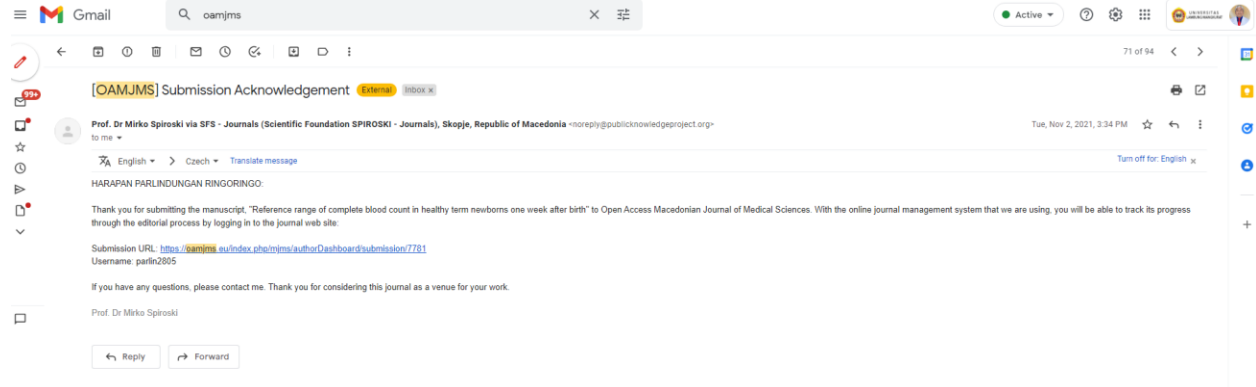 Gmail
oamjms
Active
UNIVERSITAS
99+
71 of 94
[OAMJMS] Submission Acknowledgement External Inbox x
Prof. Dr Mirko Spiroski via SFS - Journals (Scientific Foundation SPIROSKI - Journals), Skopje, Republic of Macedonia <noreply@publicknowledgeproject.org>
Tue, Nov 2, 2021, 3:34 PM
to me
English > Czech Translate message
Turn off for: English x
HARAPAN PARLINDUNGAN RINGORINGO:
Thank you for submitting the manuscript, "Reference range of complete blood count in healthy term newborns one week after birth" to Open Access Macedonian Journal of Medical Sciences. With the online journal management system that we are using, you will be able to track its progress
through the editorial process by logging in to the journal web site:
Submission URL: https://oamjms.eu/index.php/mjms/authorDashboard/submission/7781
Username: parlin2805
If you have any questions, please contact me. Thank you for considering this journal as a venue for your work.
Prof. Dr Mirko Spiroski
Reply
Forward